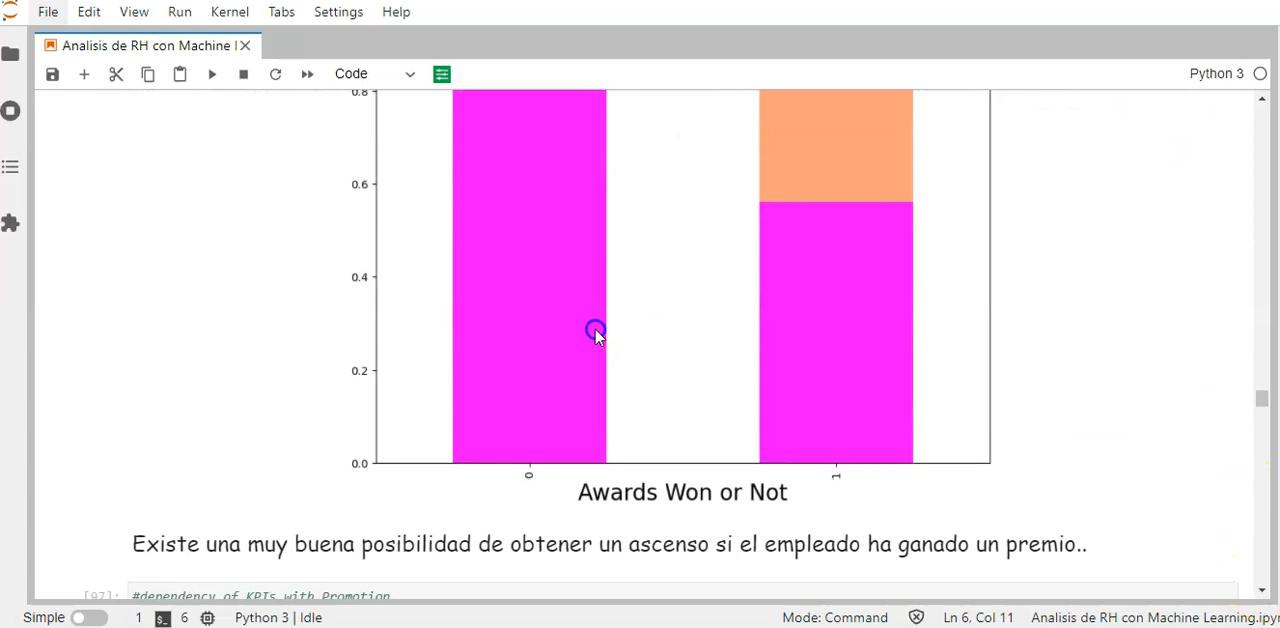 File Edit View Run Kernel Tabs Settings Help
Analisis de RH con Machine l
Code
Python 3
0.8
0.6
0.4
0.2
0.0
0 1
Awards Won or Not
Existe una muy buena posibilidad de obtener un ascenso si el empleado ha ganado un premio..
[97]: #dependency of KPIs with Promotion
Simple 1 6 Python 3 | Idle Mode: Command Ln 6, Col 11 Analisis de RH con Machine Learning.ipyn